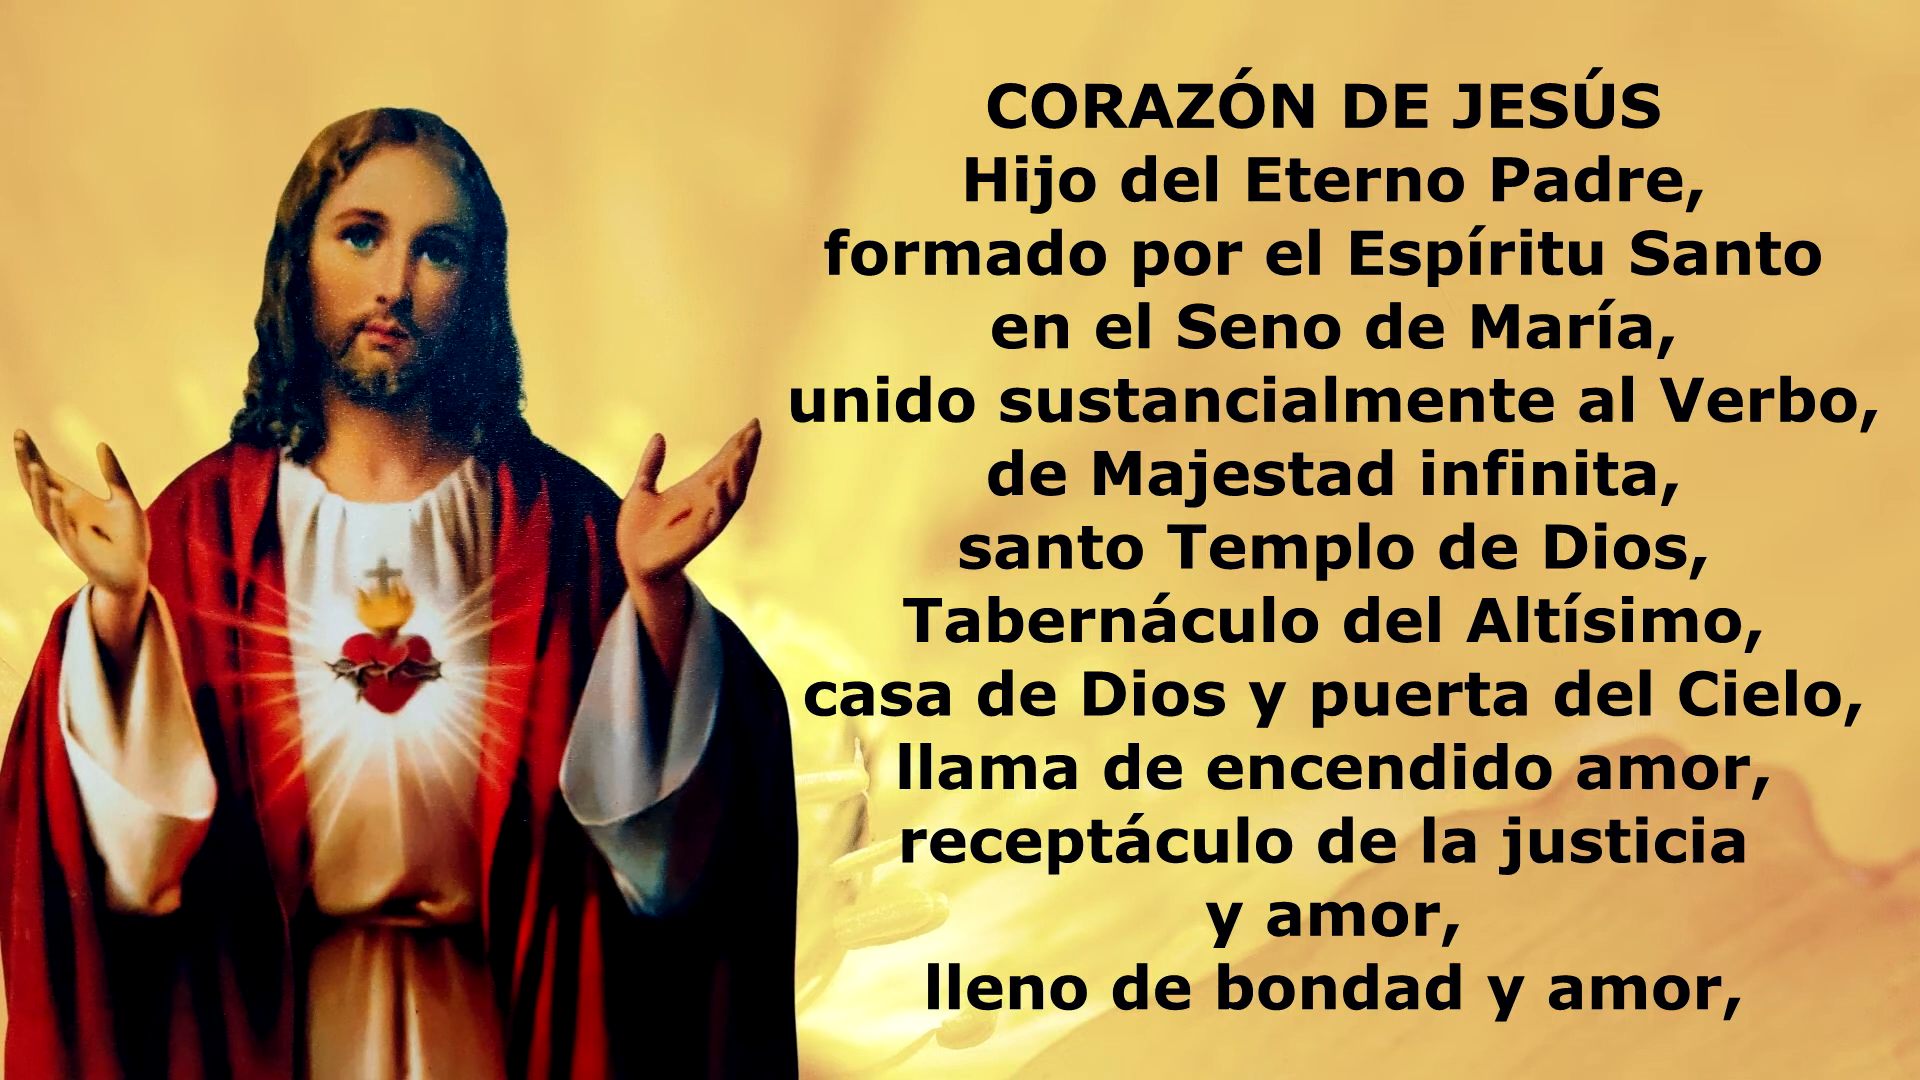 CORAZÓN DE JESÚS
Hijo del Eterno Padre,
formado por el Espíritu Santo
en el Seno de María,
unido sustancialmente al Verbo,
de Majestad infinita,
santo Templo de Dios,
Tabernáculo del Altísimo,
casa de Dios y puerta del Cielo,
llama de encendido amor,
receptáculo de la justicia
y amor,
lleno de bondad y amor,